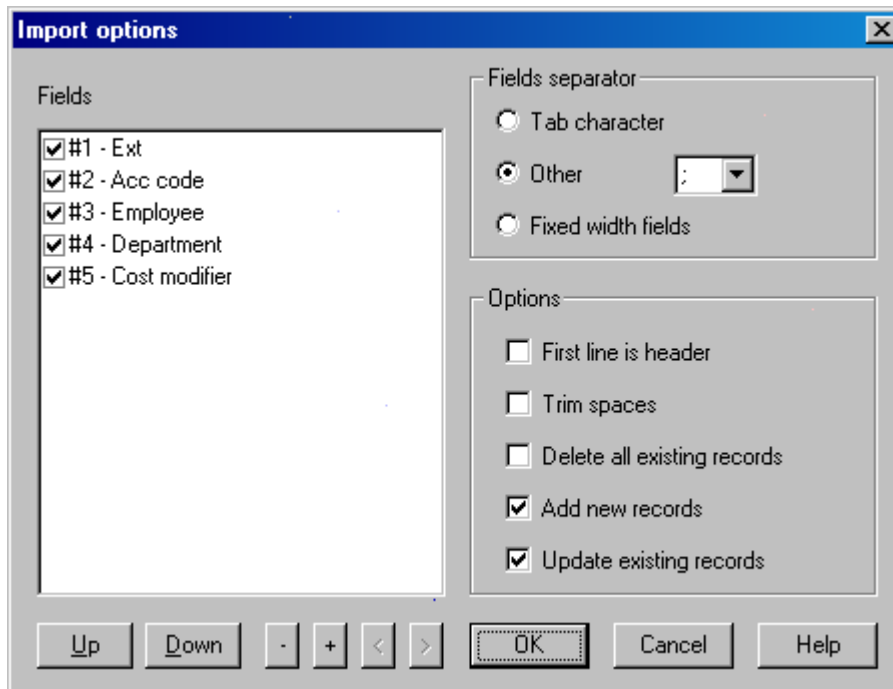 Import options
Fields
#1 - Ext
#2 - Acc code
#3 - Employee
#4 - Department
#5 - Cost modifier
Up Down - + < >
Fields separator
Tab character
Other ;
Fixed width fields
Options
First line is header
Trim spaces
Delete all existing records
Add new records
Update existing records
OK Cancel Help